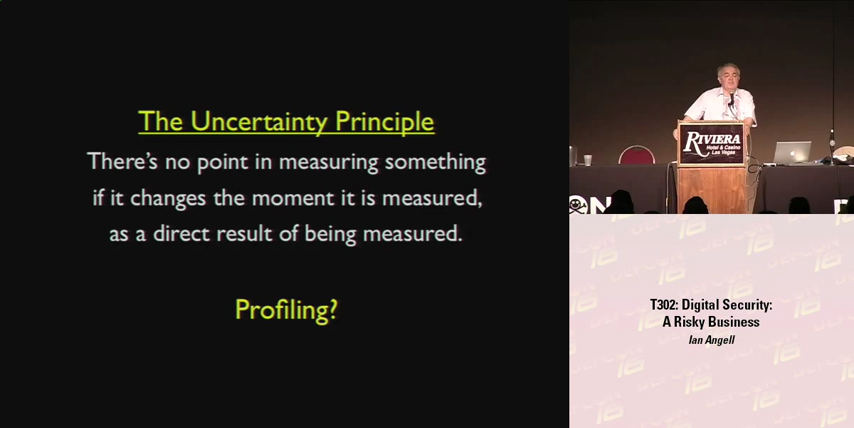 The Uncertainty Principle
There's no point in measuring something
if it changes the moment it is measured,
as a direct result of being measured.
Profiling?
RIVIERA
Hotel & Casino
Las Vegas
T302: Digital Security:
A Risky Business
Ian Angell